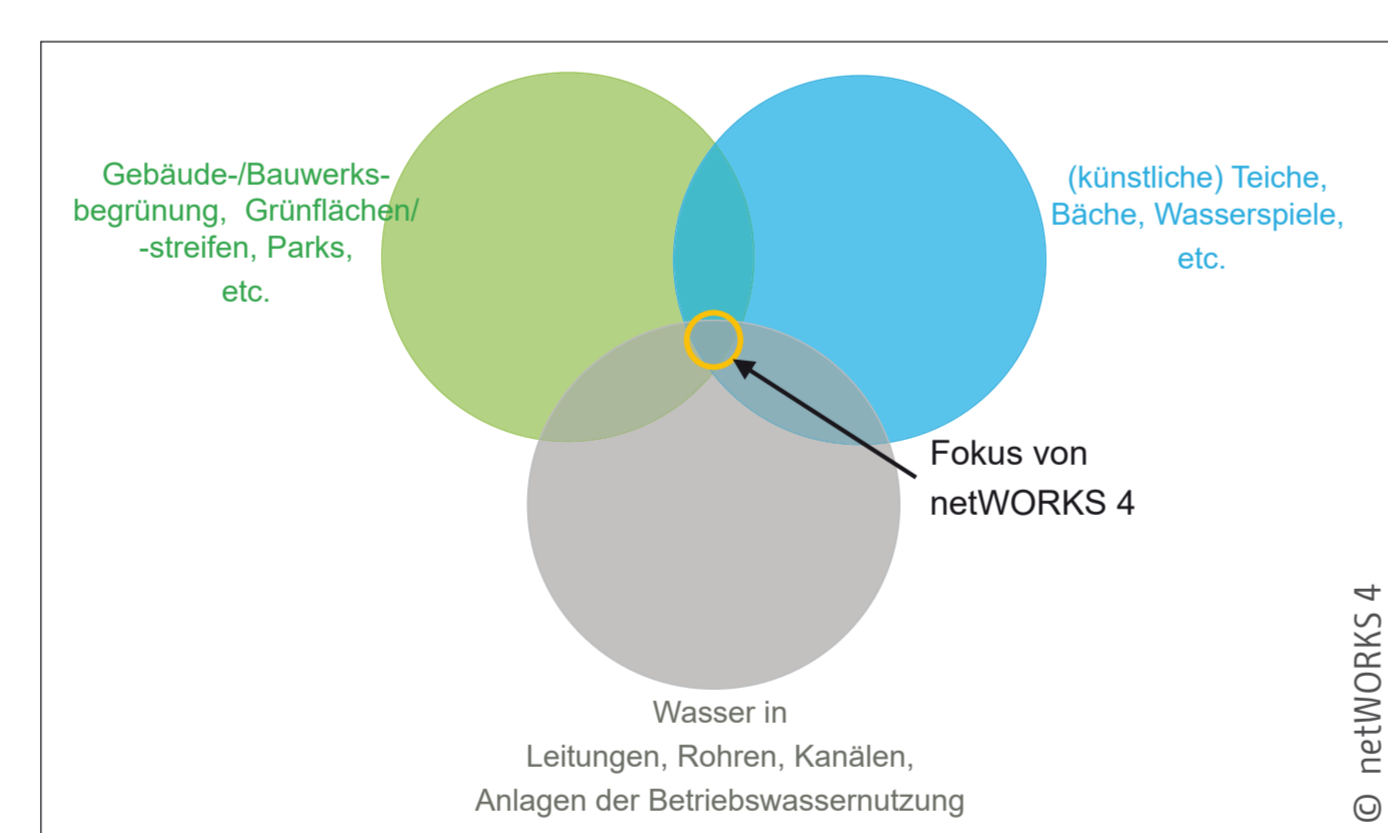 Gebäude-/Bauwerks-
begrünung, Grünflächen/
-streifen, Parks,
etc.
(künstliche) Teiche,
Bäche, Wasserspiele,
etc.
Fokus von
netWORKS 4
Wasser in
Leitungen, Rohren, Kanälen,
Anlagen der Betriebswassernutzung
© netWORKS 4